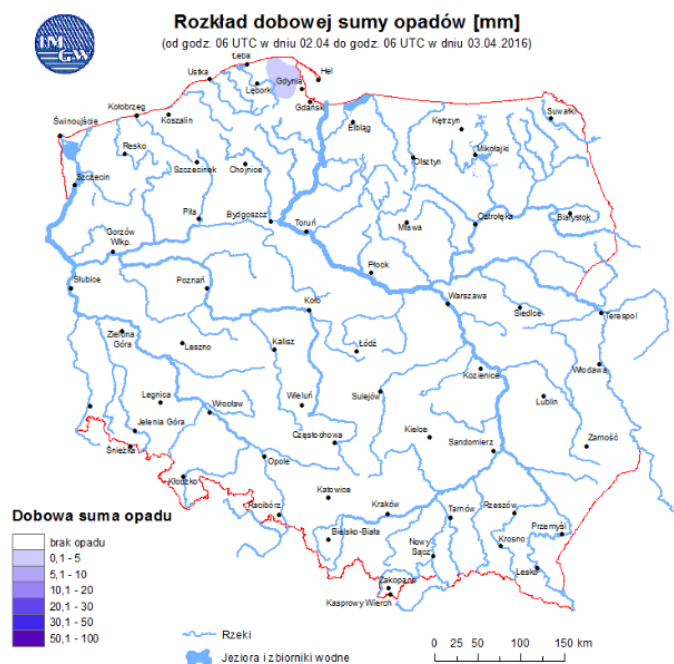 IM
GW
Rozkład dobowej sumy opadów [mm]
(od godz. 06 UTC w dniu 02.04 do godz. 06 UTC w dniu 03.04.2016)
Łeba
Hel
Ustka
Gdynia
Lębork
Gdańsk
Kołobrzeg
Koszalin
Świnoujście
Elbląg
Kętrzyn
Suwałki
Resko
Szczecinek
Chojnice
Olsztyn
Mikołajki
Szczecin
Piła
Bydgoszcz
Toruń
Mława
Ostrołęka
Białystok
Gorzów
Wkp.
Płock
Słubice
Poznań
Koło
Warszawa
Siedlce
Terespol
Zielona
Góra
Leszno
Kalisz
Łódź
Kozienice
Włodawa
Legnica
Wrocław
Wieluń
Sulejów
Lublin
Jelenia Góra
Śnieżka
Częstochowa
Kielce
Sandomierz
Zamość
Opole
Kłodzko
Katowice
Racibórz
Kraków
Tarnów
Rzeszów
Bielsko-Biała
Przemyśl
Nowy
Sącz
Krosno
Lesko
Zakopane
Kasprowy Wierch
Dobowa suma opadu
brak opadu
0,1 - 5
5,1 - 10
10,1 - 20
20,1 - 30
30,1 - 50
50,1 - 100
Rzeki
Jeziora i zbiorniki wodne
0 25 50 100 150 km